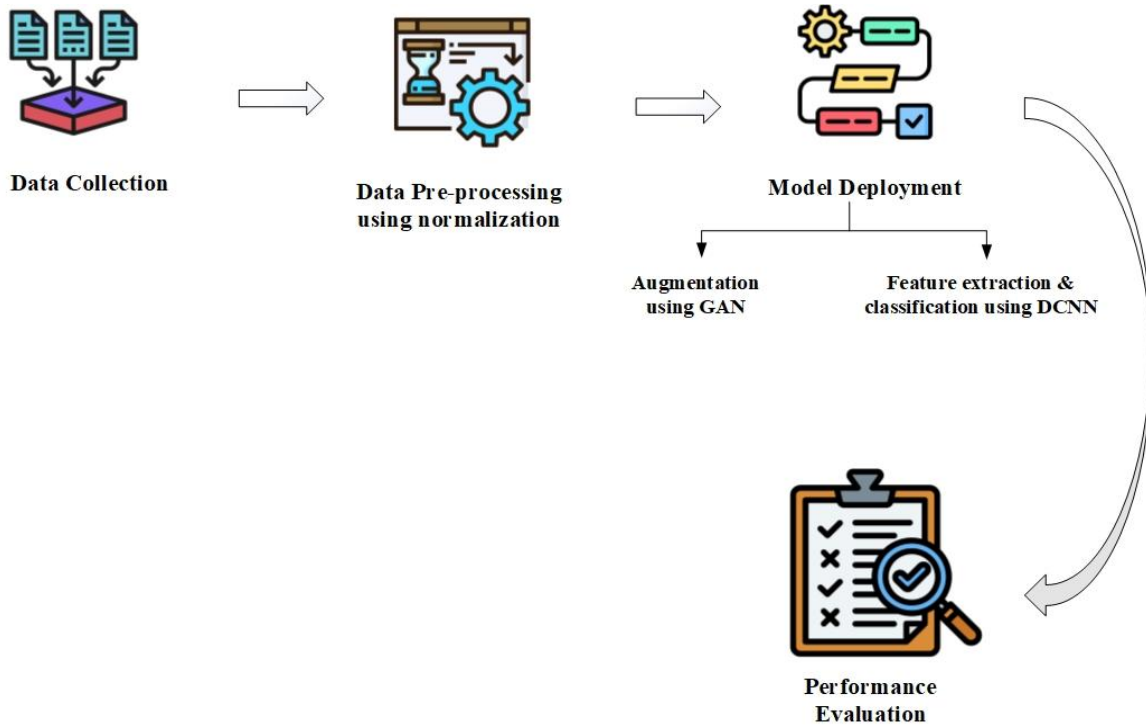 Data Collection
Data Pre-processing
using normalization
Model Deployment
Augmentation
using GAN
Feature extraction &
classification using DCNN
Performance
Evaluation